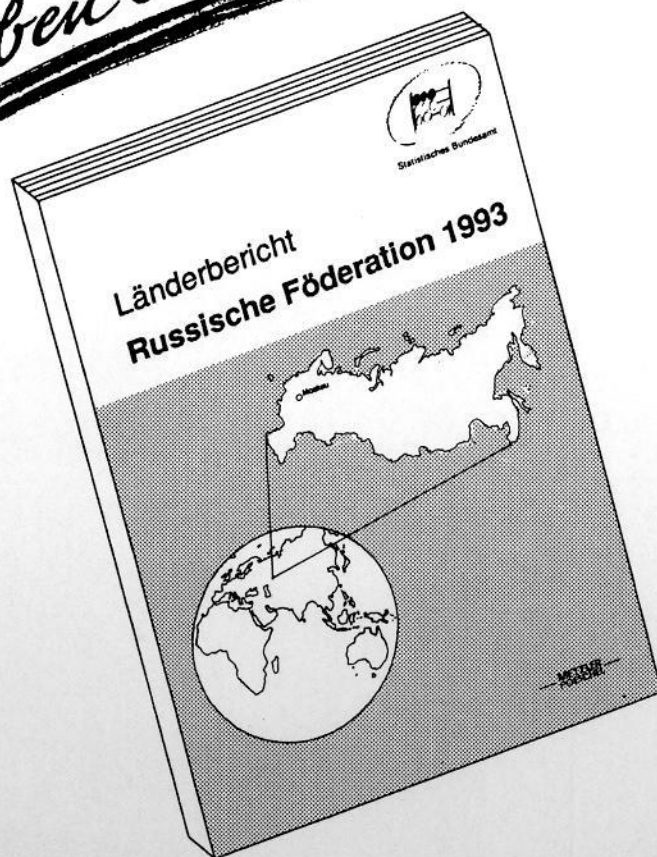 Statistisches Bundesamt
Länderbericht
Russische Föderation 1993
Moskau
METZLER
POESCHEL